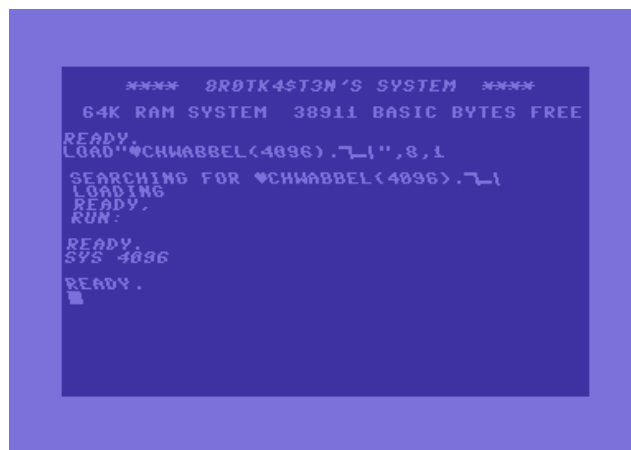 **** 8R0TK4$T3N'S SYSTEM ****
64K RAM SYSTEM 38911 BASIC BYTES FREE
READY.
LOAD"♥CHWABBEL(4096).",8,1
SEARCHING FOR ♥CHWABBEL(4096).
LOADING
READY.
RUN:
READY.
SYS 4096
READY.